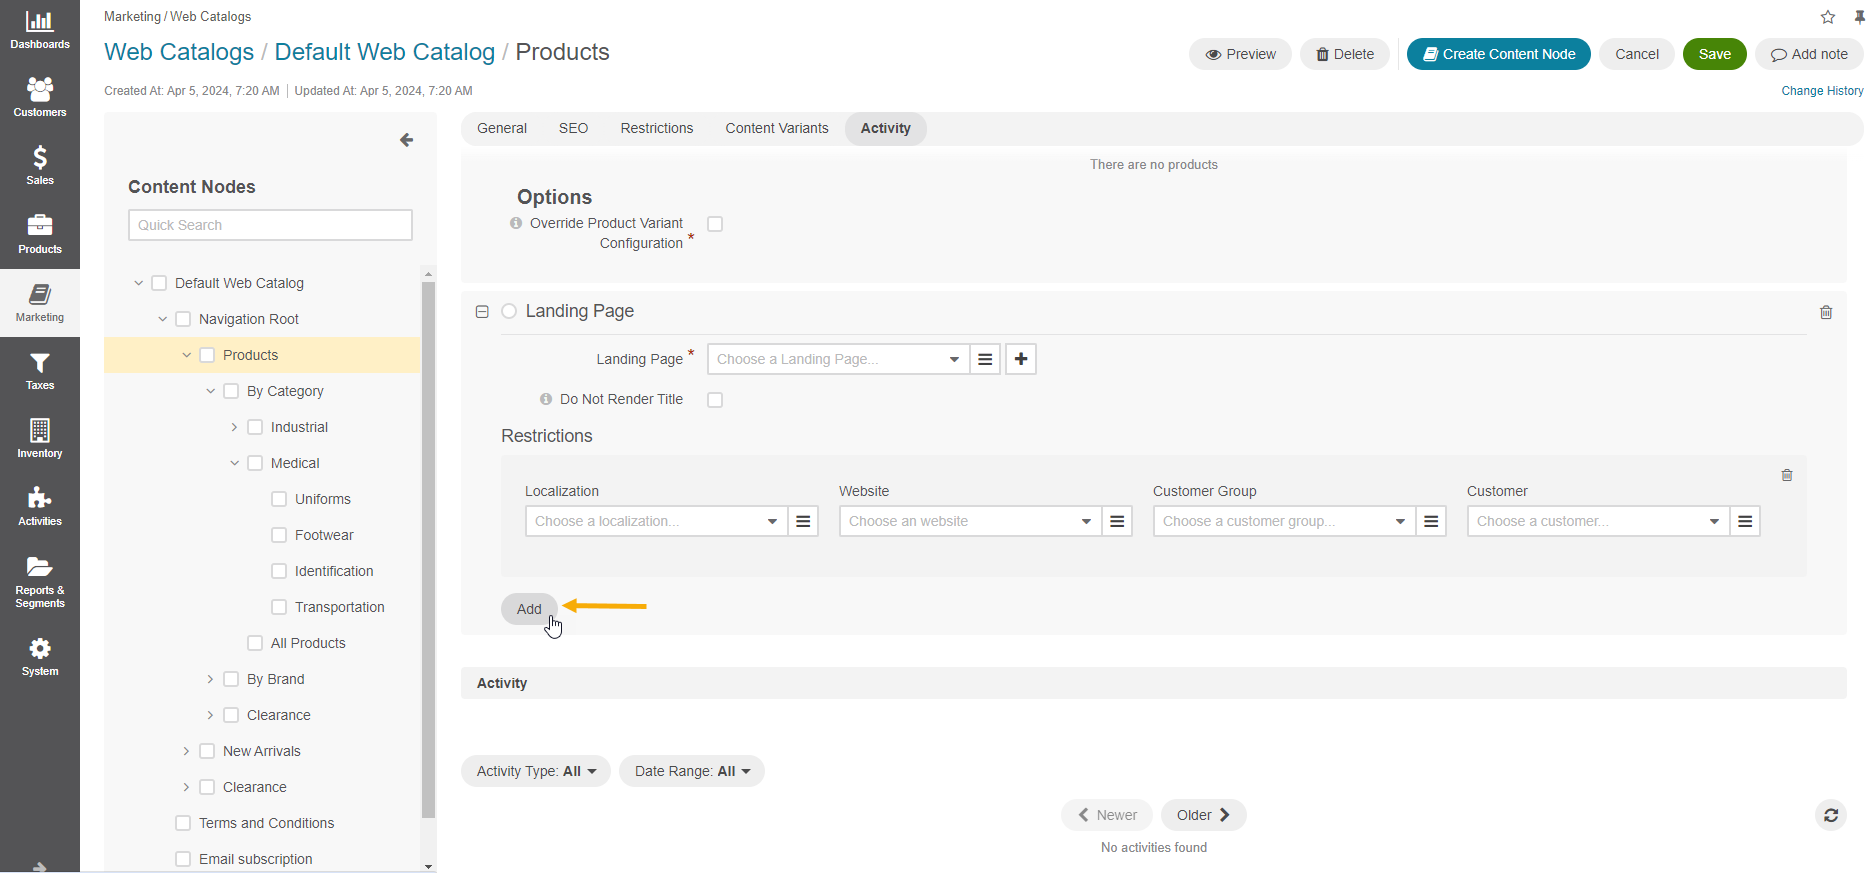 Dashboards
Customers
Sales
Products
Marketing
Taxes
Inventory
Activities
Reports &
Segments
System
Marketing / Web Catalogs
Web Catalogs / Default Web Catalog / Products
Preview
Delete
Create Content Node
Cancel
Save
Add note
Created At: Apr 5, 2024, 7:20 AM
Updated At: Apr 5, 2024, 7:20 AM
Change History
Content Nodes
Quick Search
Default Web Catalog
Navigation Root
Products
By Category
Industrial
Medical
Uniforms
Footwear
Identification
Transportation
All Products
By Brand
Clearance
New Arrivals
Clearance
Terms and Conditions
Email subscription
General
SEO
Restrictions
Content Variants
Activity
There are no products
Options
Override Product Variant
Configuration *
Landing Page
Landing Page *
Choose a Landing Page...
Do Not Render Title
Restrictions
Localization
Website
Customer Group
Customer
Choose a localization...
Choose an website
Choose a customer group...
Choose a customer...
Add
Activity
Activity Type: All
Date Range: All
Newer
Older
No activities found